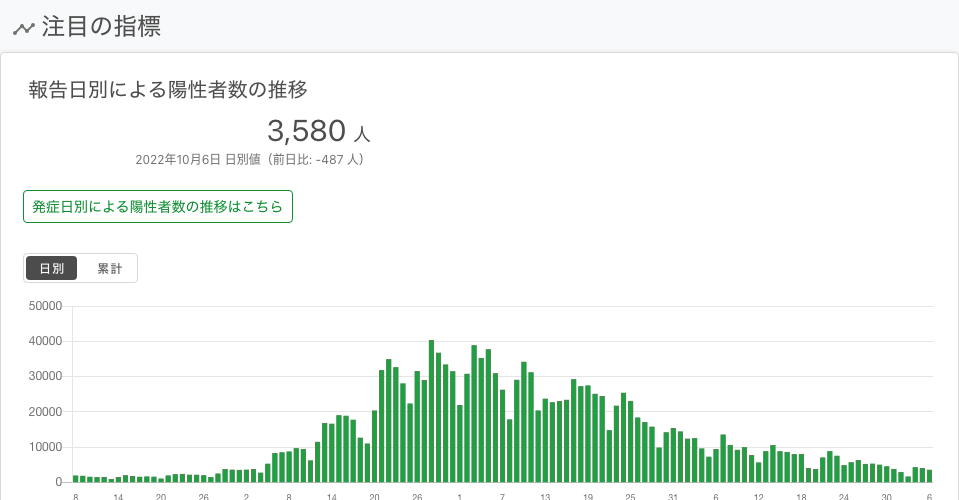 注目の指標
報告日別による陽性者数の推移
3,580 人
2022年10月6日 日別値（前日比: -487 人）
発症日別による陽性者数の推移はこちら
日別 累計
50000
40000
30000
20000
10000
0
8 14 20 26 2 8 14 20 26 1 7 13 19 25 31 6 12 18 24 30 6